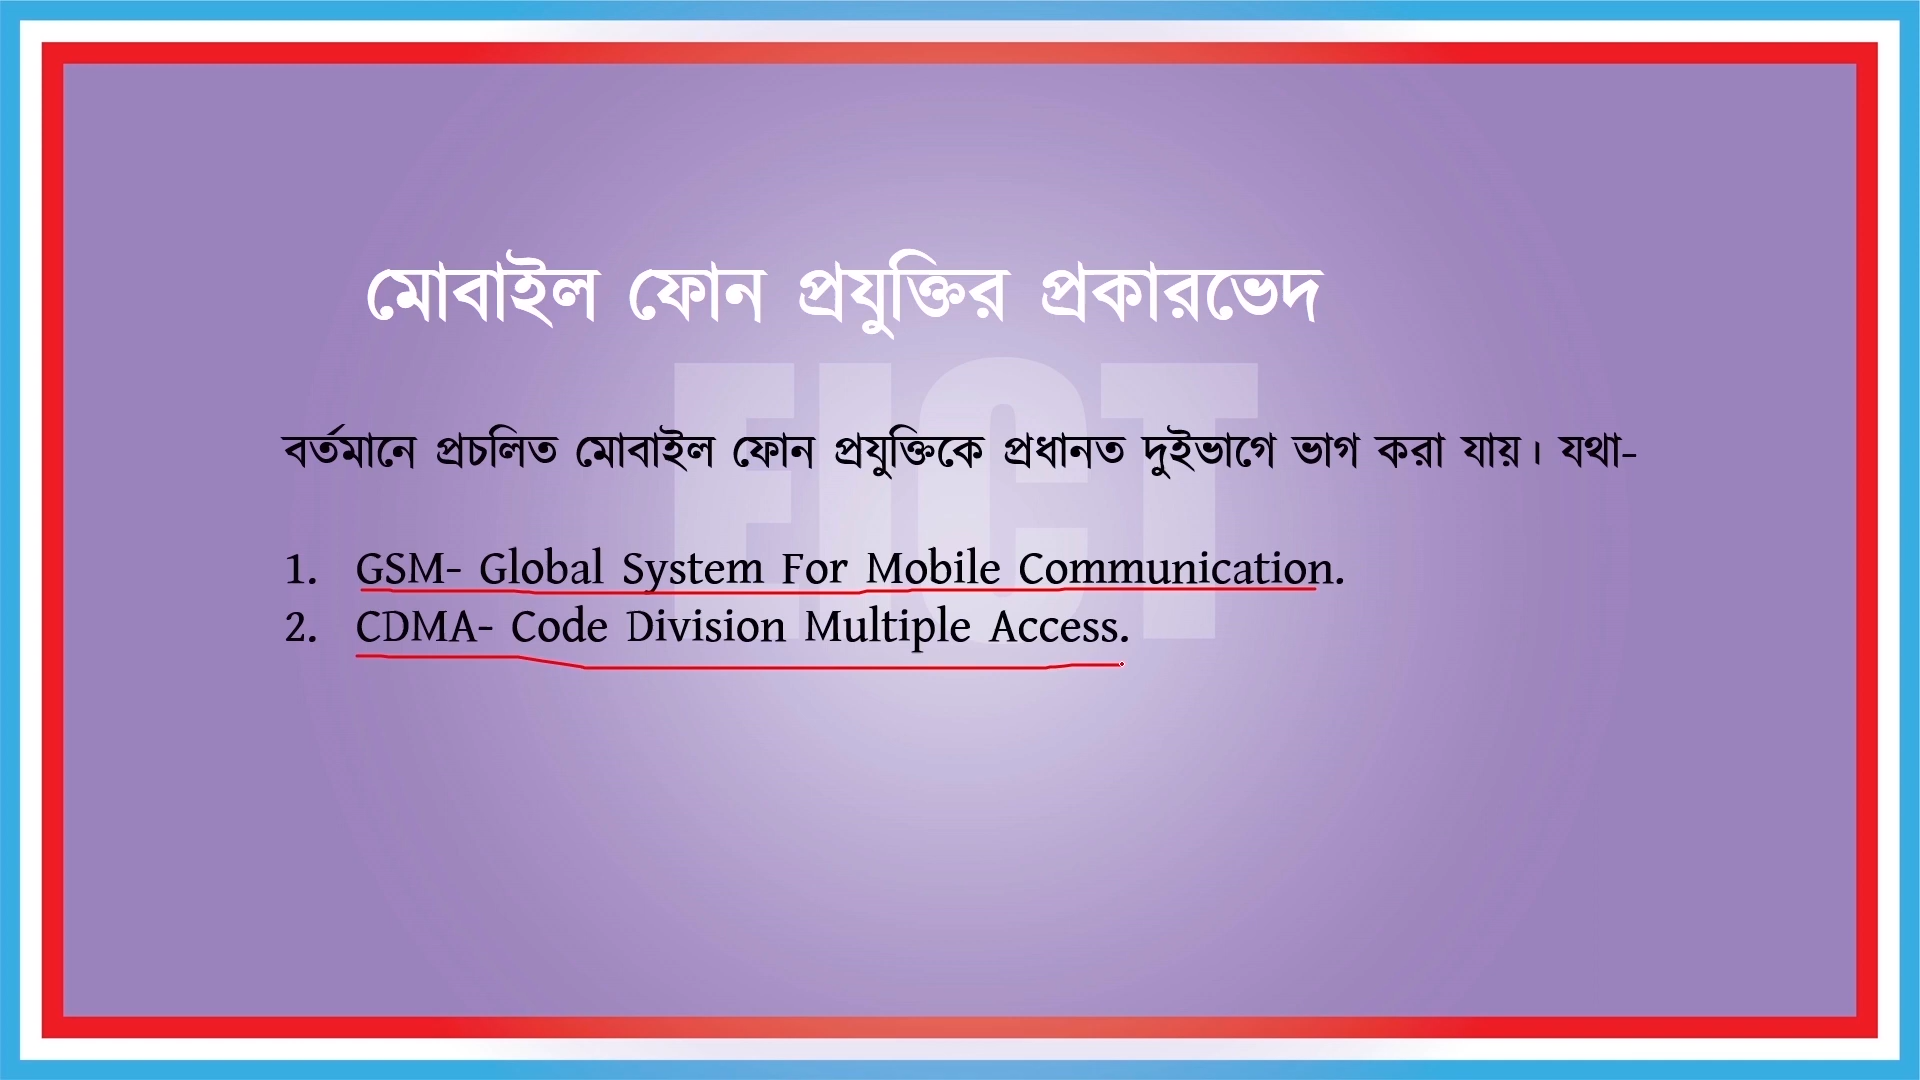 মোবাইল ফোন প্রযুক্তির প্রকারভেদ
EICT
বর্তমানে প্রচলিত মোবাইল ফোন প্রযুক্তিকে প্রধানত দুইভাগে ভাগ করা যায়। যথা-
1. GSM- Global System For Mobile Communication.
2. CDMA- Code Division Multiple Access.